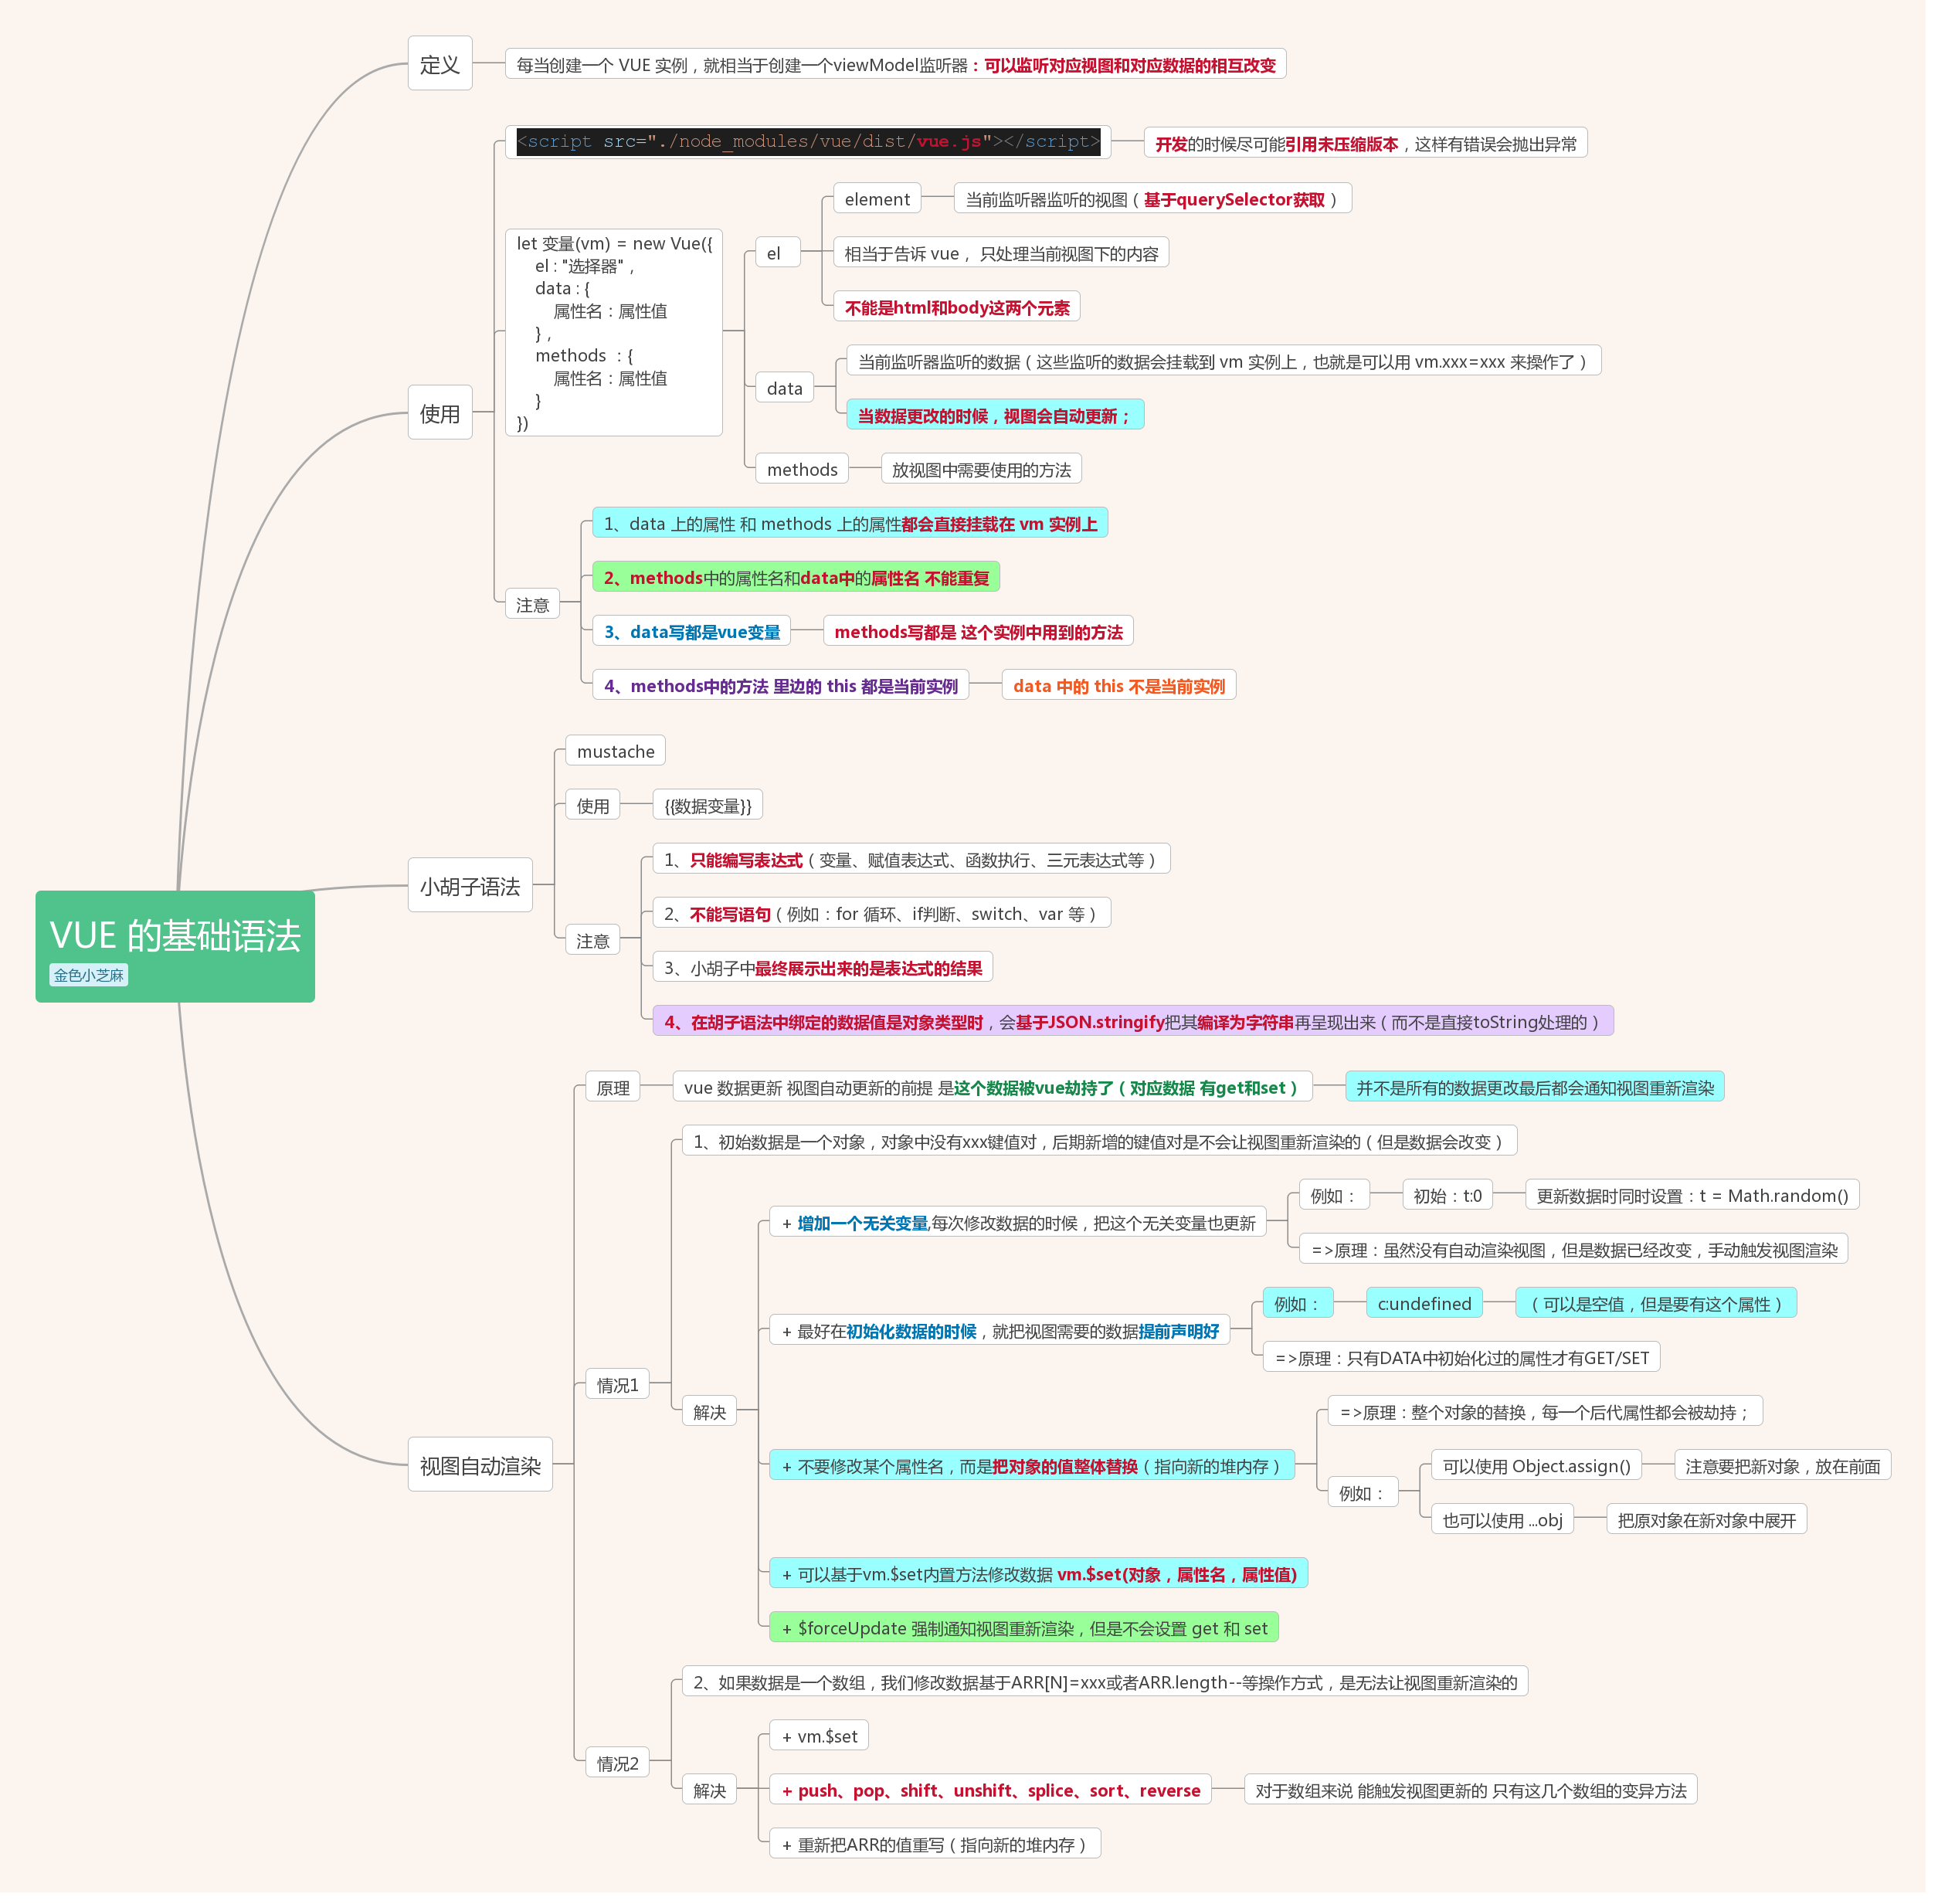 VUE 的基础语法
金色小芝麻
定义
每当创建一个 VUE 实例，就相当于创建一个viewModel监听器：可以监听对应视图和对应数据的相互改变
使用
<script src="./node_modules/vue/dist/vue.js"></script>
开发的时候尽可能引用未压缩版本，这样有错误会抛出异常
let 变量(vm) = new Vue({
el : "选择器" ,
data : {
属性名：属性值
} ,
methods : {
属性名：属性值
}
})
el
element
当前监听器监听的视图（基于querySelector获取）
相当于告诉 vue， 只处理当前视图下的内容
不能是html和body这两个元素
data
当前监听器监听的数据（这些监听的数据会挂载到 vm 实例上，也就是可以用 vm.xxx=xxx 来操作了）
当数据更改的时候，视图会自动更新；
methods
放视图中需要使用的方法
注意
1、data 上的属性 和 methods 上的属性都会直接挂载在 vm 实例上
2、methods中的属性名和data中的属性名 不能重复
3、data写都是vue变量
methods写都是 这个实例中用到的方法
4、methods中的方法 里边的 this 都是当前实例
data 中的 this 不是当前实例
小胡子语法
mustache
使用
{{数据变量}}
注意
1、只能编写表达式（变量、赋值表达式、函数执行、三元表达式等）
2、不能写语句（例如：for 循环、if判断、switch、var 等）
3、小胡子中最终展示出来的是表达式的结果
4、在胡子语法中绑定的数据值是对象类型时，会基于JSON.stringify把其编译为字符串再呈现出来（而不是直接toString处理的）
视图自动渲染
原理
vue 数据更新 视图自动更新的前提 是这个数据被vue劫持了（对应数据 有get和set）
并不是所有的数据更改最后都会通知视图重新渲染
情况1
1、初始数据是一个对象，对象中没有xxx键值对，后期新增的键值对是不会让视图重新渲染的（但是数据会改变）
解决
+ 增加一个无关变量,每次修改数据的时候，把这个无关变量也更新
例如：
初始：t:0
更新数据时同时设置：t = Math.random()
=>原理：虽然没有自动渲染视图，但是数据已经改变，手动触发视图渲染
+ 最好在初始化数据的时候，就把视图需要的数据提前声明好
例如：
c:undefined
（可以是空值，但是要有这个属性）
=>原理：只有DATA中初始化过的属性才有GET/SET
+ 不要修改某个属性名，而是把对象的值整体替换（指向新的堆内存）
=>原理：整个对象的替换，每一个后代属性都会被劫持；
例如：
可以使用 Object.assign()
注意要把新对象，放在前面
也可以使用 ...obj
把原对象在新对象中展开
+ 可以基于vm.$set内置方法修改数据 vm.$set(对象，属性名，属性值)
+ $forceUpdate 强制通知视图重新渲染，但是不会设置 get 和 set
情况2
2、如果数据是一个数组，我们修改数据基于ARR[N]=xxx或者ARR.length--等操作方式，是无法让视图重新渲染的
解决
+ vm.$set
+ push、pop、shift、unshift、splice、sort、reverse
对于数组来说 能触发视图更新的 只有这几个数组的变异方法
+ 重新把ARR的值重写（指向新的堆内存）